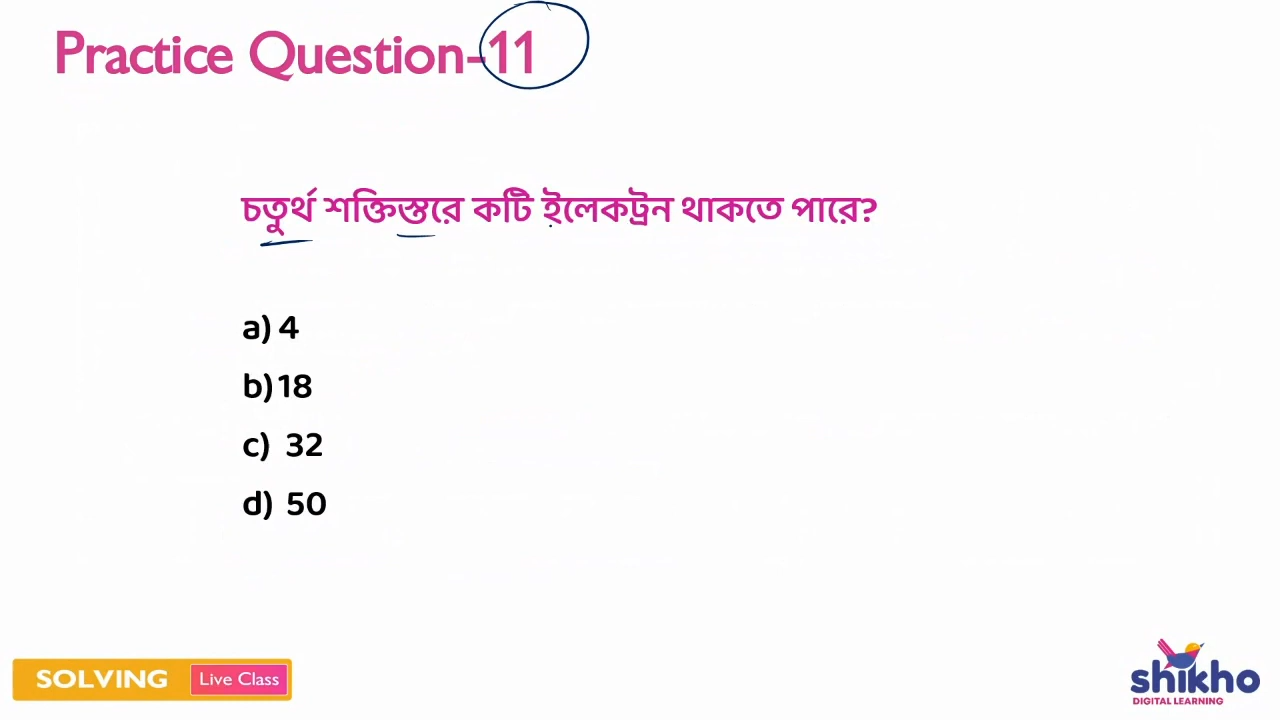 Practice Question-11
চতুর্থ শক্তিস্তরে কটি ইলেকট্রন থাকতে পারে?
a) 4
b) 18
c) 32
d) 50
SOLVING Live Class
shikho
DIGITAL LEARNING